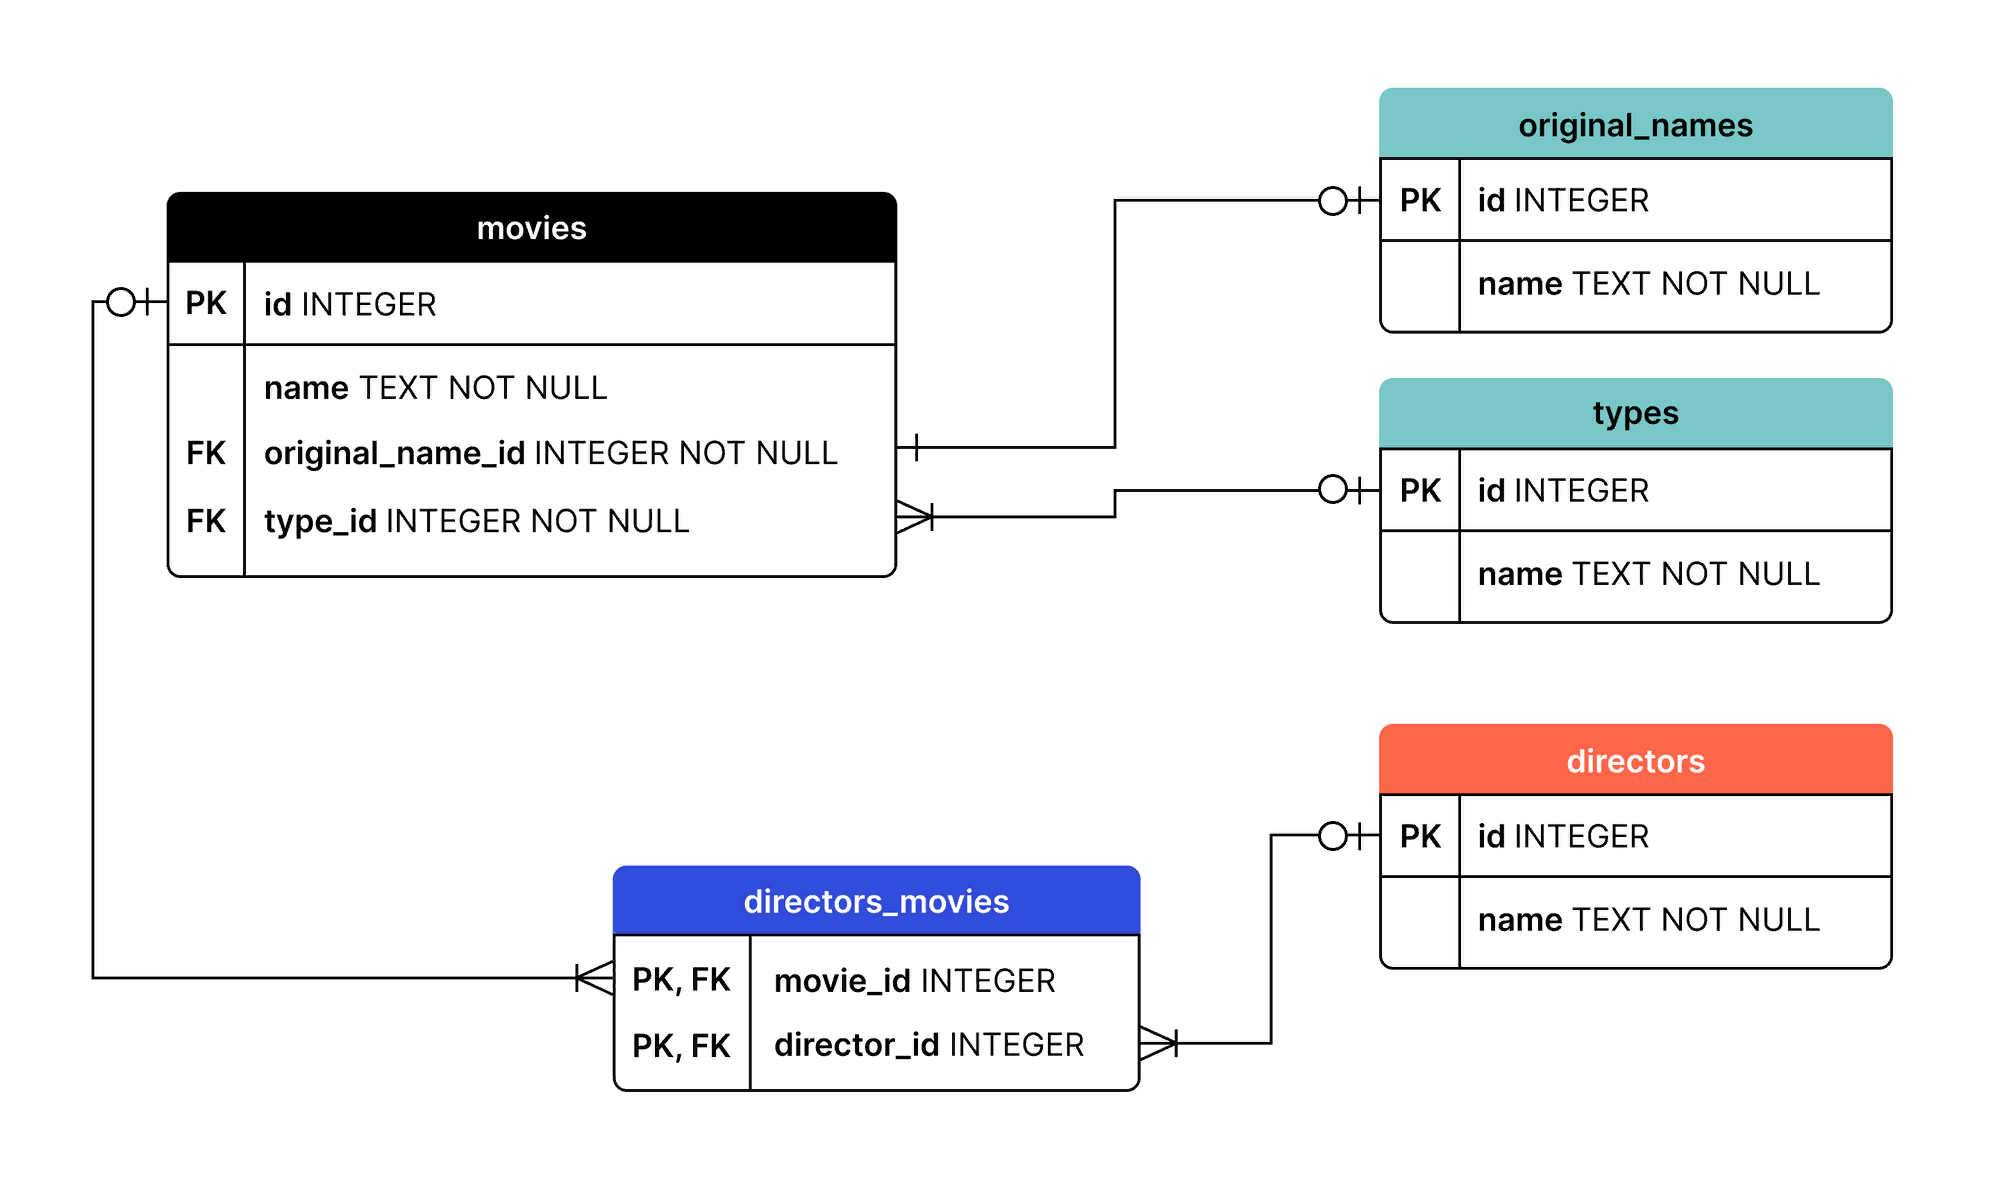 movies
PK id INTEGER
name TEXT NOT NULL
FK original_name_id INTEGER NOT NULL
FK type_id INTEGER NOT NULL
original_names
PK id INTEGER
name TEXT NOT NULL
types
PK id INTEGER
name TEXT NOT NULL
directors
PK id INTEGER
name TEXT NOT NULL
directors_movies
PK, FK movie_id INTEGER
PK, FK director_id INTEGER